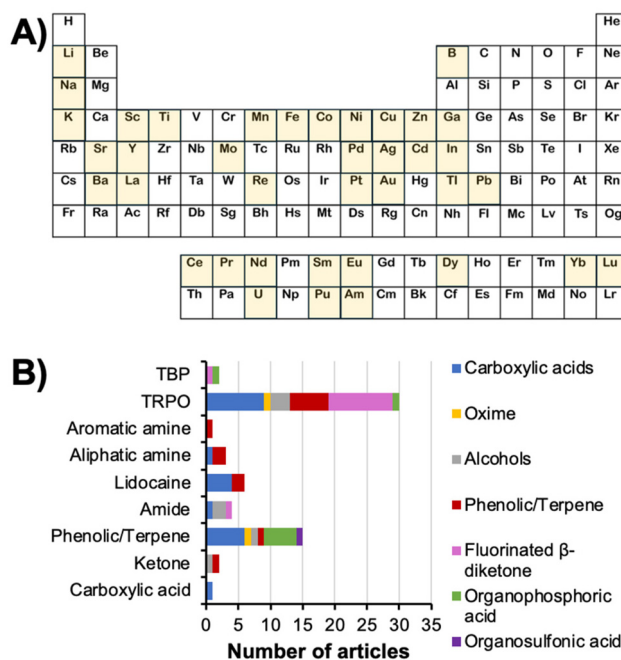 A)
H He
Li Be B C N O F Ne
Na Mg Al Si P S Cl Ar
K Ca Sc Ti V Cr Mn Fe Co Ni Cu Zn Ga Ge As Se Br Kr
Rb Sr Y Zr Nb Mo Tc Ru Rh Pd Ag Cd In Sn Sb Te I Xe
Cs Ba La Hf Ta W Re Os Ir Pt Au Hg Tl Pb Bi Po At Rn
Fr Ra Ac Rf Db Sg Bh Hs Mt Ds Rg Cn Nh Fl Mc Lv Ts Og
Ce Pr Nd Pm Sm Eu Gd Tb Dy Ho Er Tm Yb Lu
Th Pa U Np Pu Am Cm Bk Cf Es Fm Md No Lr
B)
TBP
TRPO
Aromatic amine
Aliphatic amine
Lidocaine
Amide
Phenolic/Terpene
Ketone
Carboxylic acid
0 5 10 15 20 25 30 35
Number of articles
Carboxylic acids
Oxime
Alcohols
Phenolic/Terpene
Fluorinated β-
diketone
Organophosphoric
acid
Organosulfonic acid